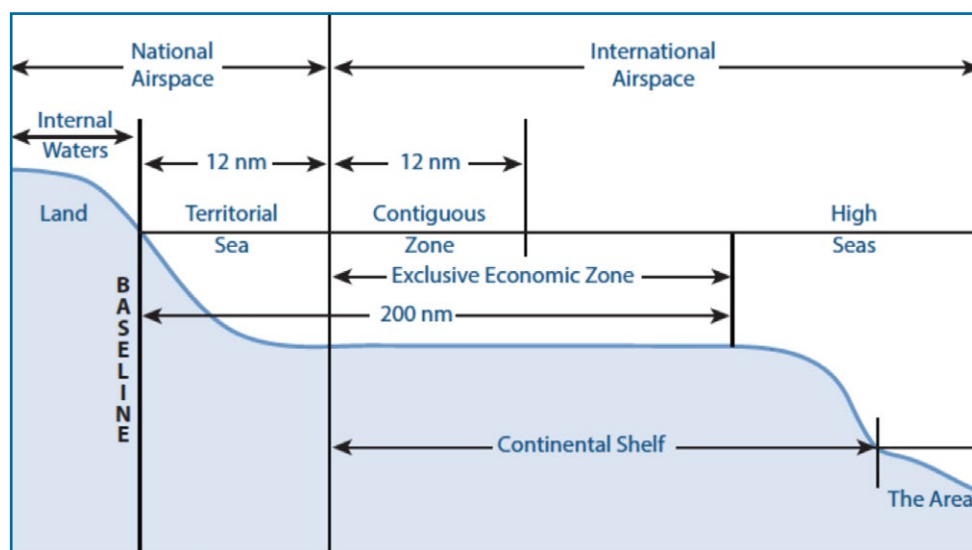 National
Airspace
International
Airspace
Internal
Waters
12 nm
12 nm
Land
Territorial
Sea
Contiguous
Zone
High
Seas
Exclusive Economic Zone
200 nm
BASELINE
Continental Shelf
The Area